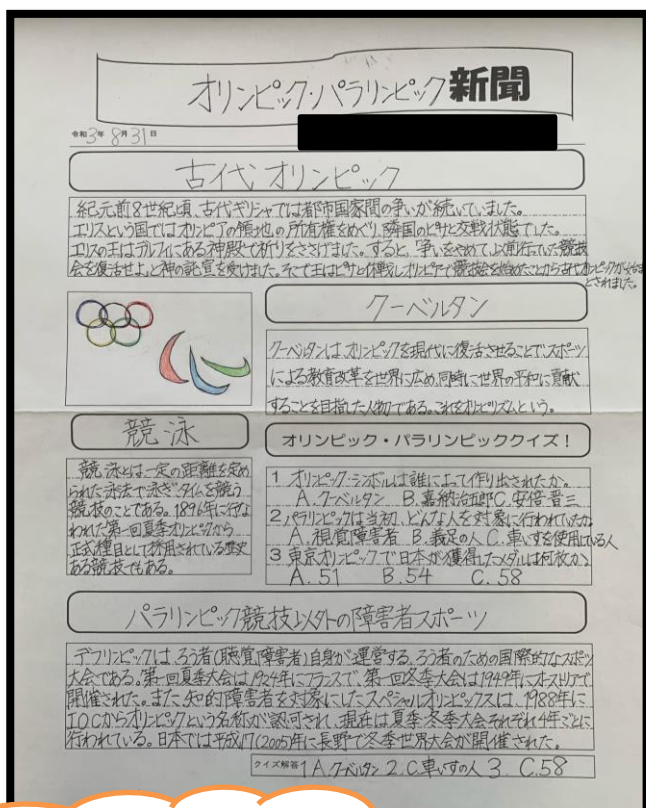 オリンピック・パラリンピック新聞
令和3年 8月31日
古代オリンピック
紀元前8世紀頃、古代ギリシャでは都市国家間の争いが続いていました。
エリスという国ではオリンピアの領地の所有権をめぐり、隣国のピサと交戦状態でした。
エリスの王はデルフィにある神殿で祈りをささげました。すると、「争いをやめて、以前行っていた競技
会を復活せよ」と神の託宣を受けました。そこで王はピサと休戦し、オリンピアで競技会を始めたことから古代オリンピックが始まった
とされました。
クーベルタン
クーベルタンは、オリンピックを現代に復活させることで、スポーツ
による教育改革を世界に広め、同時に世界の平和に貢献
することを目指した人物である。これをオリンピズムという。
競泳
競泳とは一定の距離を定め
られた泳法で泳ぎ、タイムを競う
競技のことである。1896年に行な
われた第一回夏季オリンピックから
正式種目として採用されている歴史
ある競技でもある。
オリンピック・パラリンピッククイズ！
1 オリンピック・シンボルは誰によって作り出されたか。
A.クーベルタン B.嘉納治五郎 C.安倍晋三
2 パラリンピックは当初、どんな人を対象に行われていたか
A.視覚障害者 B.義足の人 C.車いすを使用している人
3 東京オリンピックで日本が獲得したメダルは何枚か？
A.51 B.54 C.58
パラリンピック競技以外の障害者スポーツ
デフリンピックは、ろう者(聴覚障害者)自身が運営する、ろう者のための国際的なスポーツ
大会である。第一回夏季大会は1924年にフランスで、第一回冬季大会は1949年にオーストリアで
開催された。また、知的障害者を対象にしたスペシャルオリンピックスは、1988年に
IOCからオリンピックという名称が認可され、現在は夏季・冬季大会それぞれ4年ごとに
行われている。日本では平成17(2005)年に長野で冬季世界大会が開催された。
クイズ解答 1 A.クーベルタン 2.C.車いすの人 3. C.58